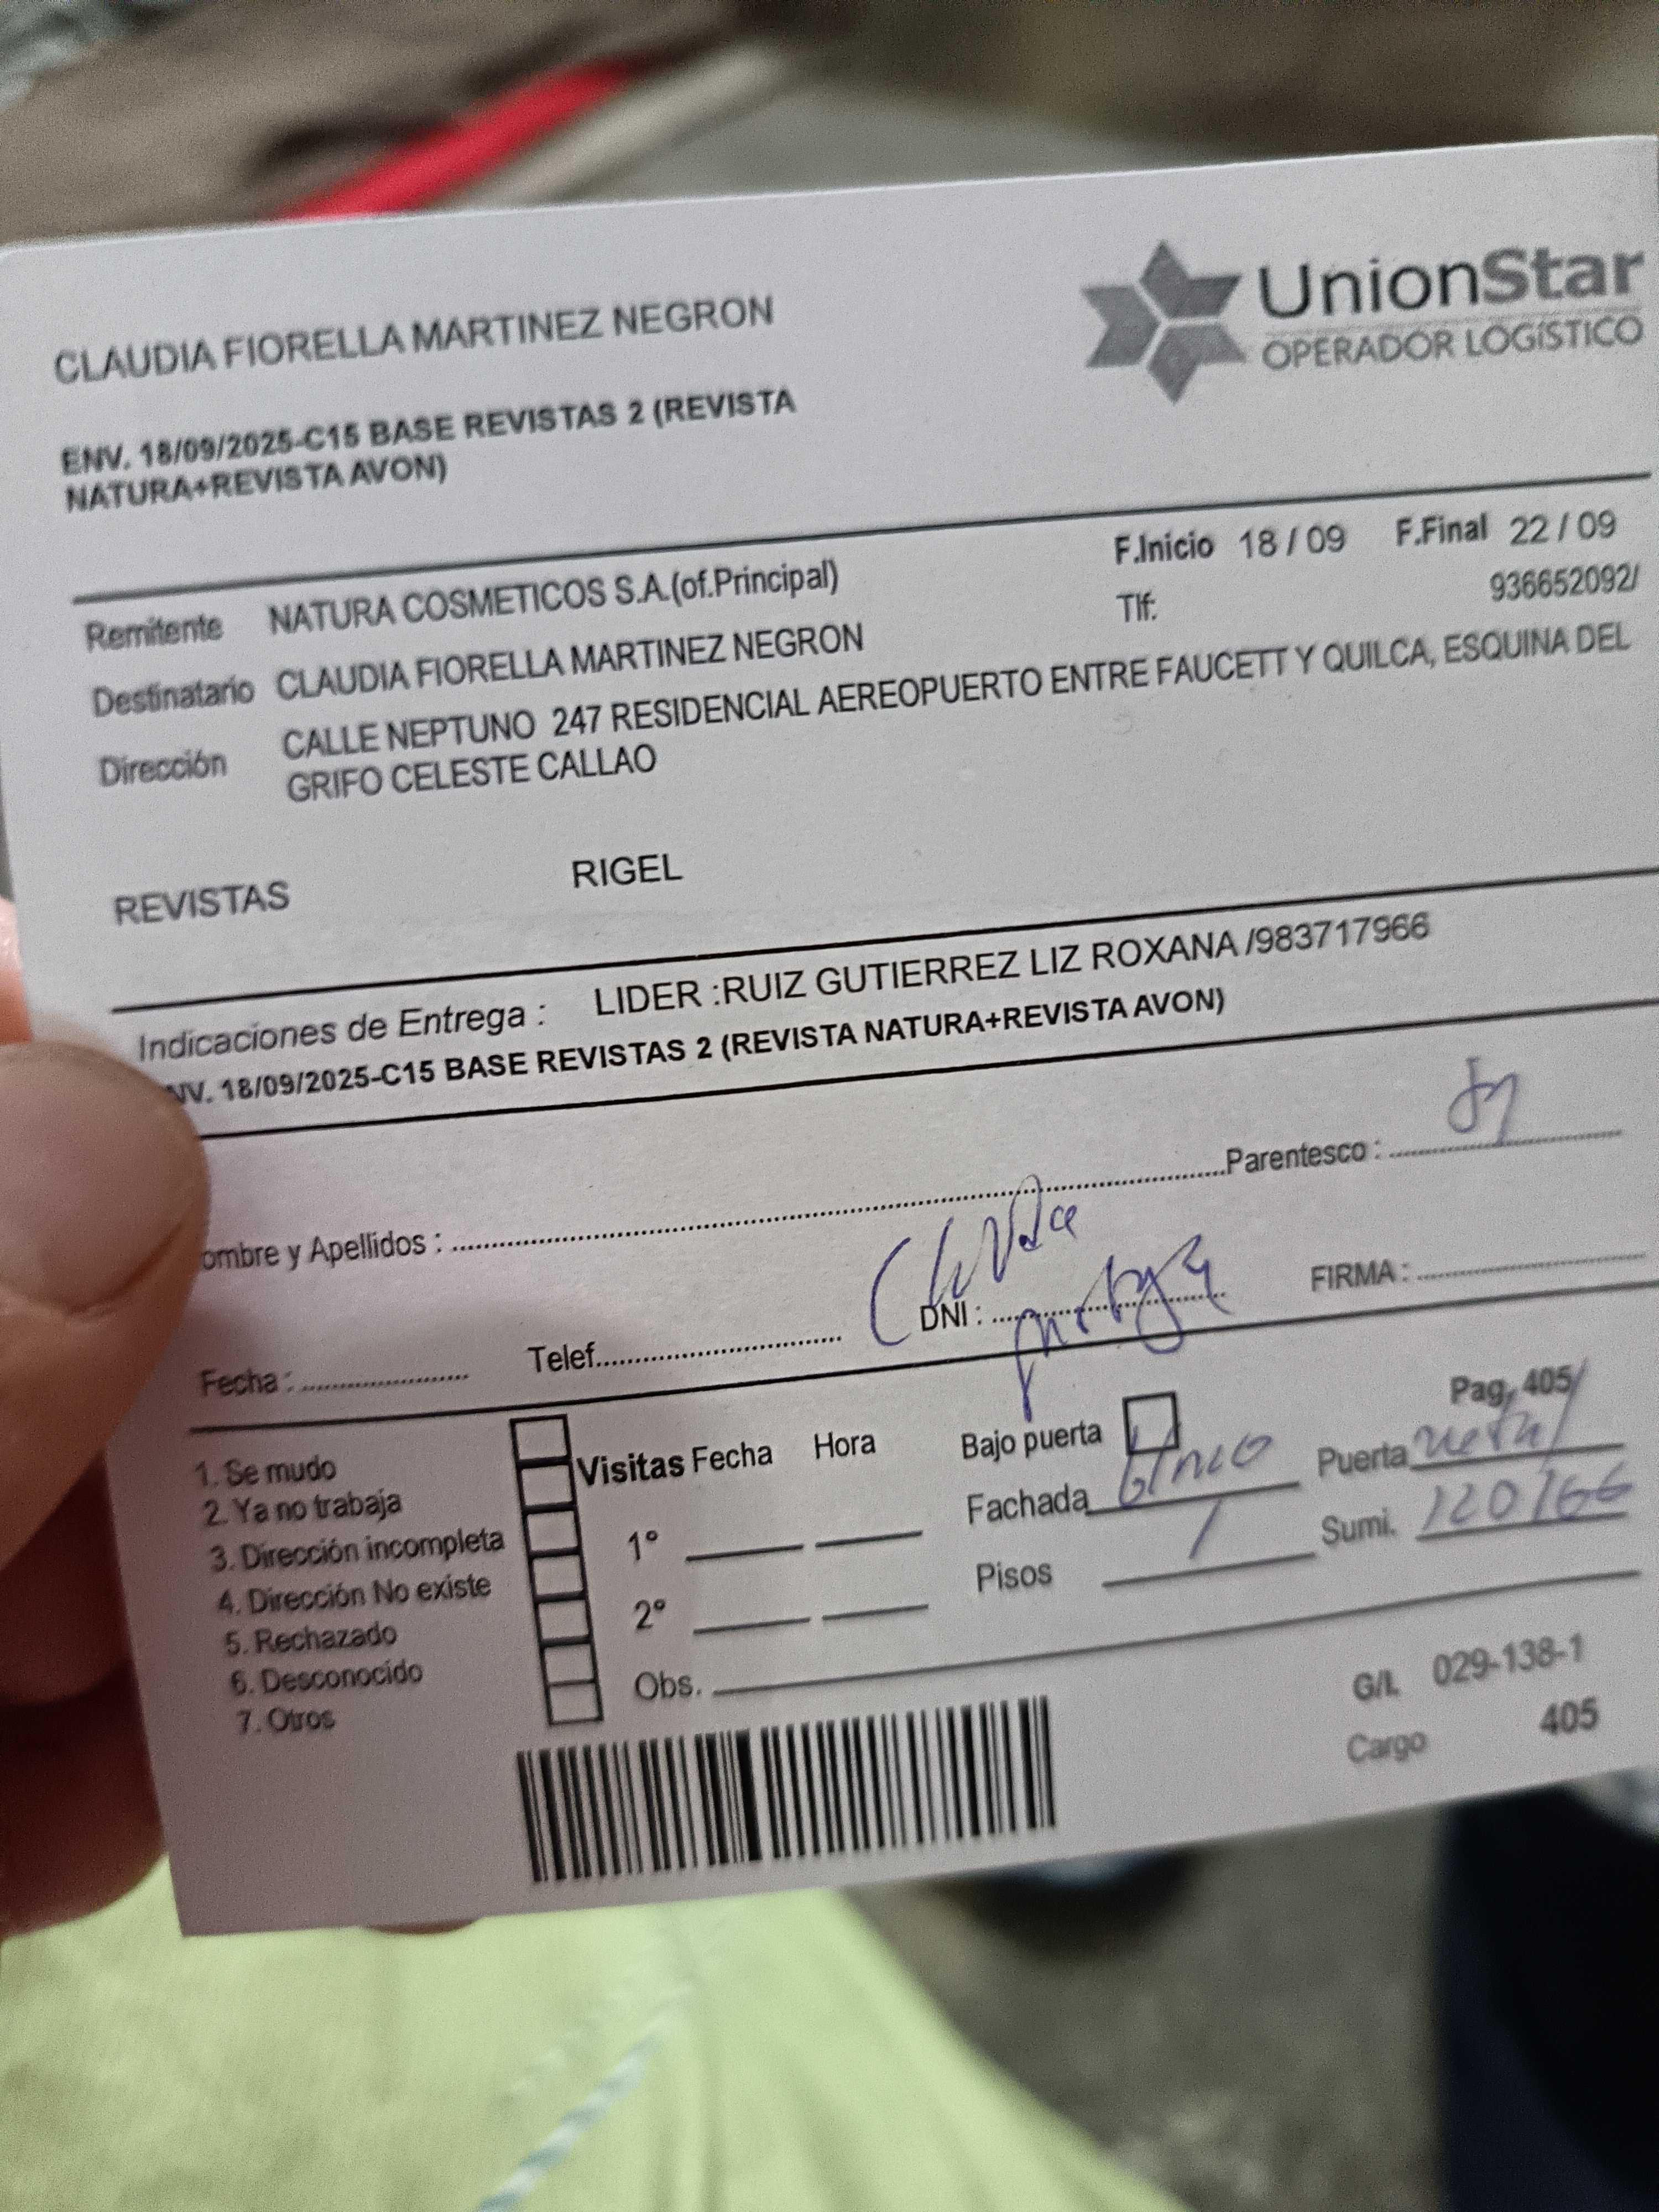 UnionStar
OPERADOR LOGÍSTICO
CLAUDIA FIORELLA MARTINEZ NEGRON
ENV. 18/09/2025-C15 BASE REVISTAS 2 (REVISTA
NATURA+REVISTA AVON)
F.Inicio 18 / 09 F.Final 22 / 09
Remitente NATURA COSMETICOS S.A.(of.Principal) Tlf: 936652092/
Destinatario CLAUDIA FIORELLA MARTINEZ NEGRON
Dirección CALLE NEPTUNO 247 RESIDENCIAL AEREOPUERTO ENTRE FAUCETT Y QUILCA, ESQUINA DEL
GRIFO CELESTE CALLAO
REVISTAS RIGEL
Indicaciones de Entrega : LIDER :RUIZ GUTIERREZ LIZ ROXANA /983717966
NV. 18/09/2025-C15 BASE REVISTAS 2 (REVISTA NATURA+REVISTA AVON)
ombre y Apellidos : Parentesco :
Fecha : Telef. DNI : FIRMA :
Pag. 405/
1. Se mudo
2. Ya no trabaja
3. Dirección incompleta
4. Dirección No existe
5. Rechazado
6. Desconocido
7. Otros
Visitas Fecha Hora
1º
2º
Obs.
Bajo puerta
Fachada Puerta
Pisos 1 Sumi. 120166
G/I. 029-138-1
Cargo 405